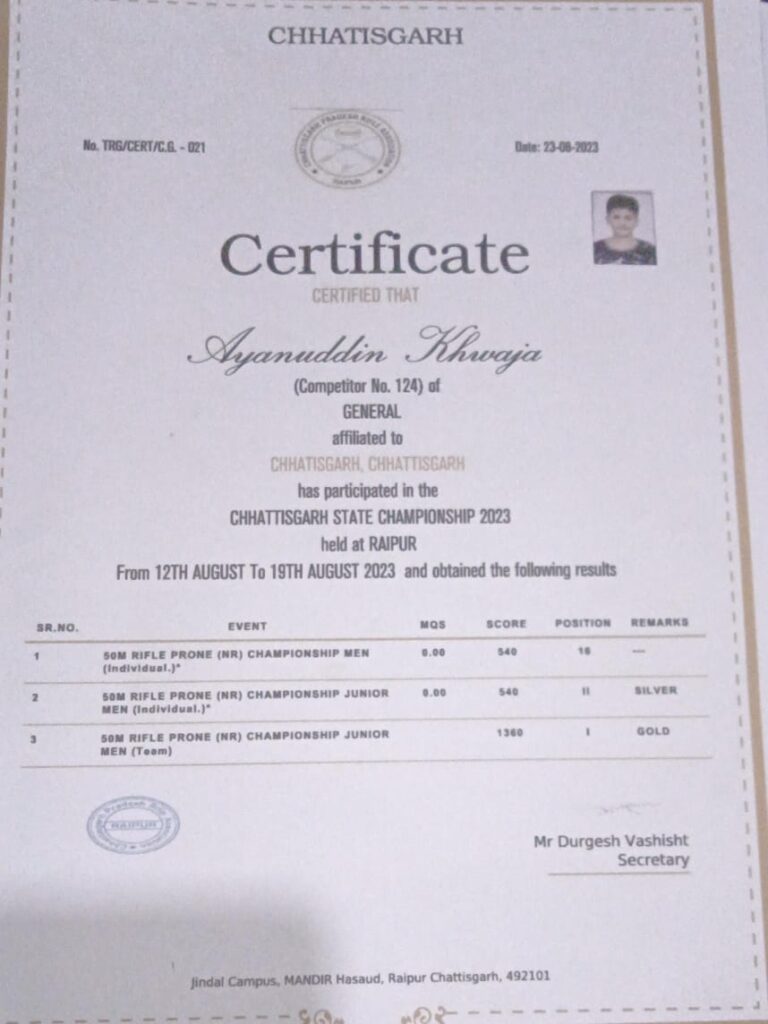 CHHATISGARH
No. TRG/CERT/C.G. - 021
CHHATTISGARH PRADESH RIFLE ASSOCIATION
RAIPUR
Date: 23-08-2023
Certificate
CERTIFIED THAT
Ayanuddin Khwaja
(Competitor No. 124) of
GENERAL
affiliated to
CHHATISGARH, CHHATTISGARH
has participated in the
CHHATTISGARH STATE CHAMPIONSHIP 2023
held at RAIPUR
From 12TH AUGUST To 19TH AUGUST 2023 and obtained the following results
SR.NO. EVENT MQS SCORE POSITION REMARKS
1 50M RIFLE PRONE (NR) CHAMPIONSHIP MEN 0.00 540 16 ---
(Individual.)*
2 50M RIFLE PRONE (NR) CHAMPIONSHIP JUNIOR 0.00 540 II SILVER
MEN (Individual.)*
3 50M RIFLE PRONE (NR) CHAMPIONSHIP JUNIOR 1360 I GOLD
MEN (Team)
RAIPUR
Mr Durgesh Vashisht
Secretary
Jindal Campus, MANDIR Hasaud, Raipur Chattisgarh, 492101